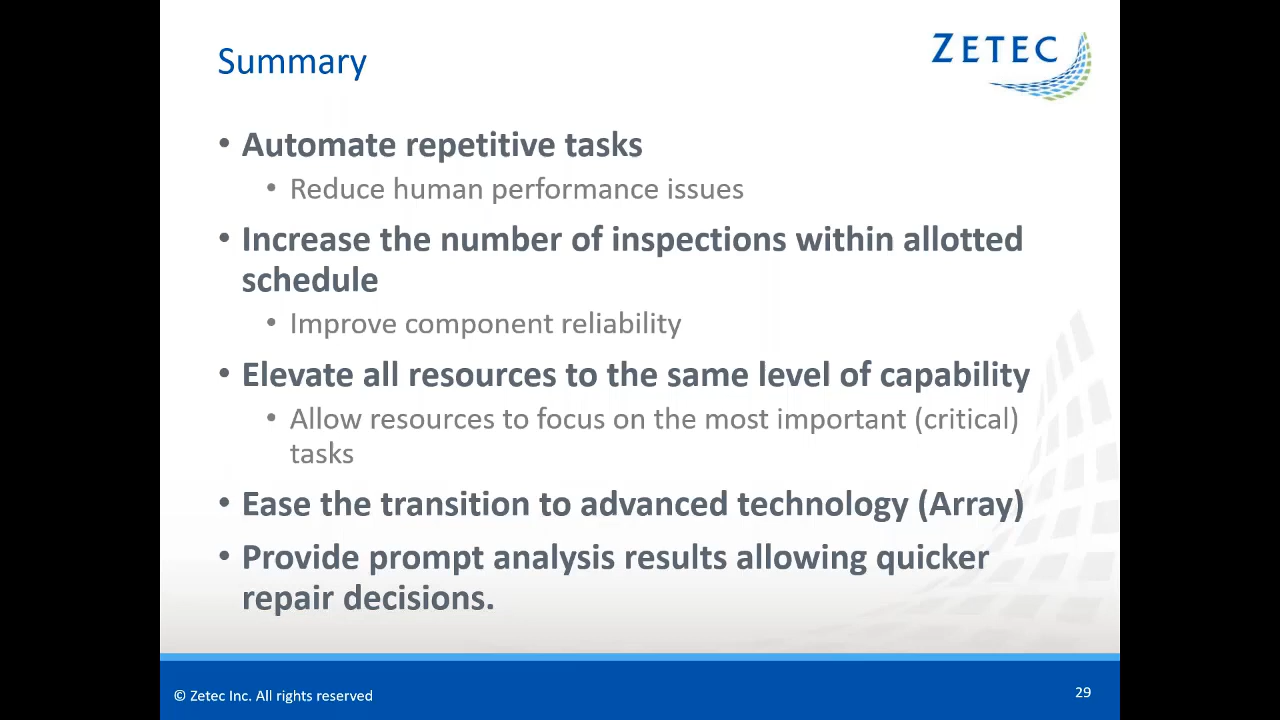 Summary
ZETEC
• Automate repetitive tasks
• Reduce human performance issues
• Increase the number of inspections within allotted
schedule
• Improve component reliability
• Elevate all resources to the same level of capability
• Allow resources to focus on the most important (critical)
tasks
• Ease the transition to advanced technology (Array)
• Provide prompt analysis results allowing quicker
repair decisions.
© Zetec Inc. All rights reserved
29